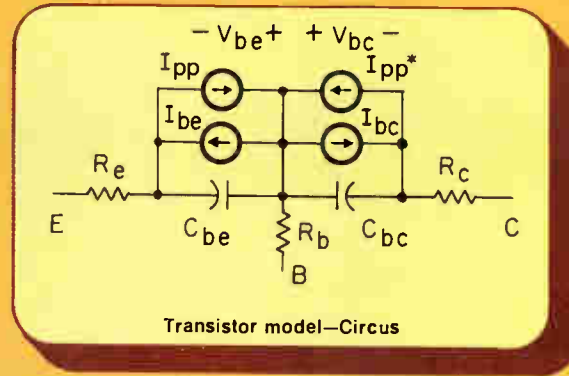 - Vbe + + Vbc -
Ipp Ipp*
Ibe Ibc
Re Rc
E Cbe Rb Cbc C
B
Transistor model—Circus